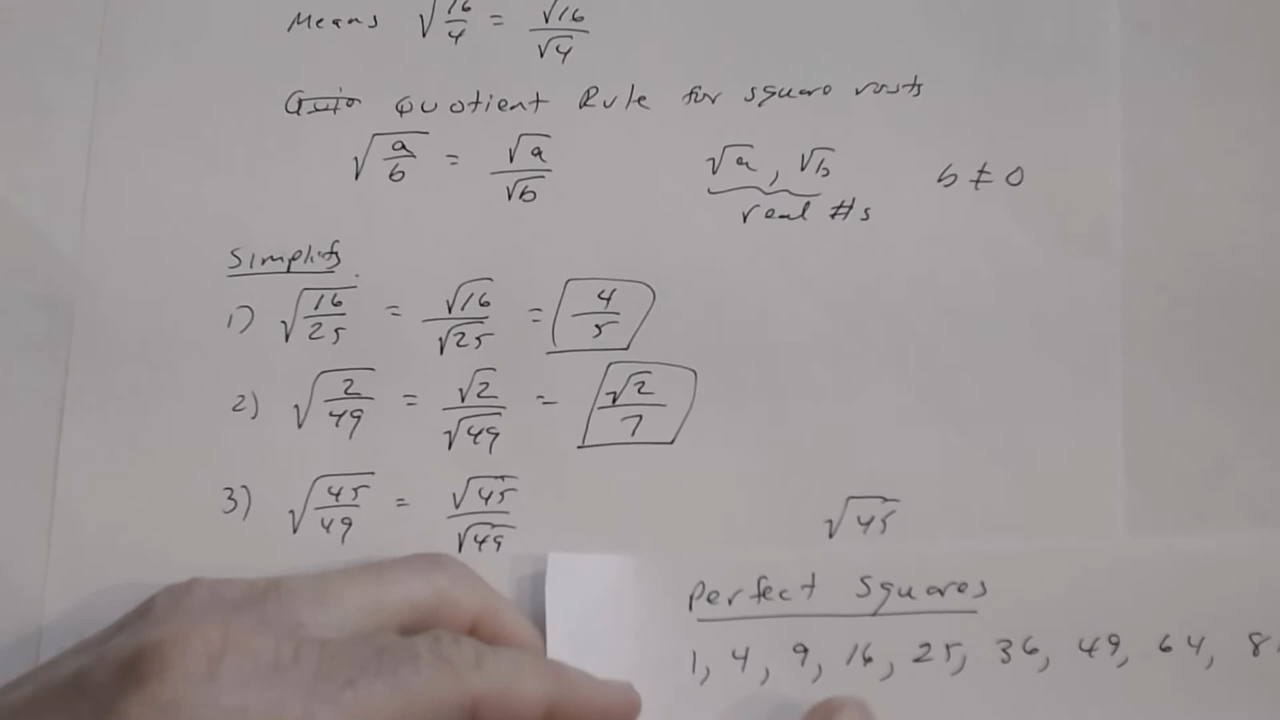 Means √16/4 = √16/√4
Quotient Rule for square roots
√a/b = √a/√b √a, √b b ≠ 0
real #s
Simplify
1) √16/25 = √16/√25 = 4/5
2) √2/49 = √2/√49 = √2/7
3) √45/49 = √45/√49 √45
Perfect Squares
1, 4, 9, 16, 25, 36, 49, 64, 8